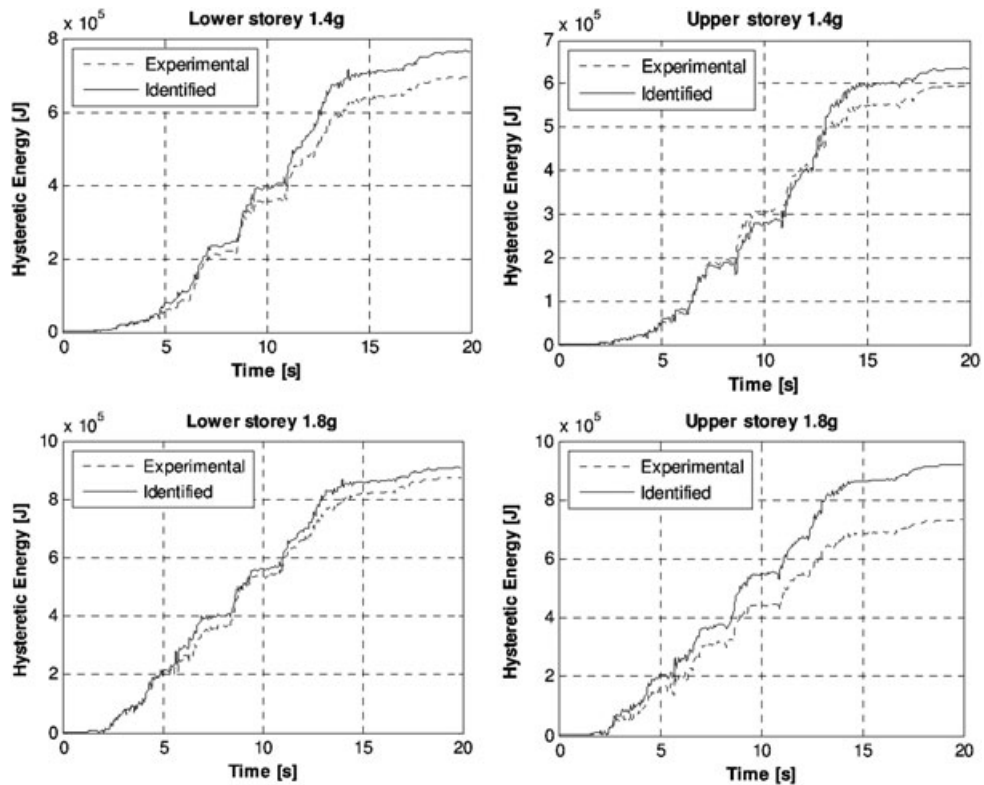 Lower storey 1.4g
x 10^5
Hysteretic Energy [J]
8
6
4
2
0
Experimental
Identified
0 5 10 15 20
Time [s]
Upper storey 1.4g
x 10^5
Hysteretic Energy [J]
7
6
5
4
3
2
1
0
Experimental
Identified
0 5 10 15 20
Time [s]
Lower storey 1.8g
x 10^5
Hysteretic Energy [J]
10
8
6
4
2
0
Experimental
Identified
0 5 10 15 20
Time [s]
Upper storey 1.8g
x 10^5
Hysteretic Energy [J]
10
8
6
4
2
0
Experimental
Identified
0 5 10 15 20
Time [s]